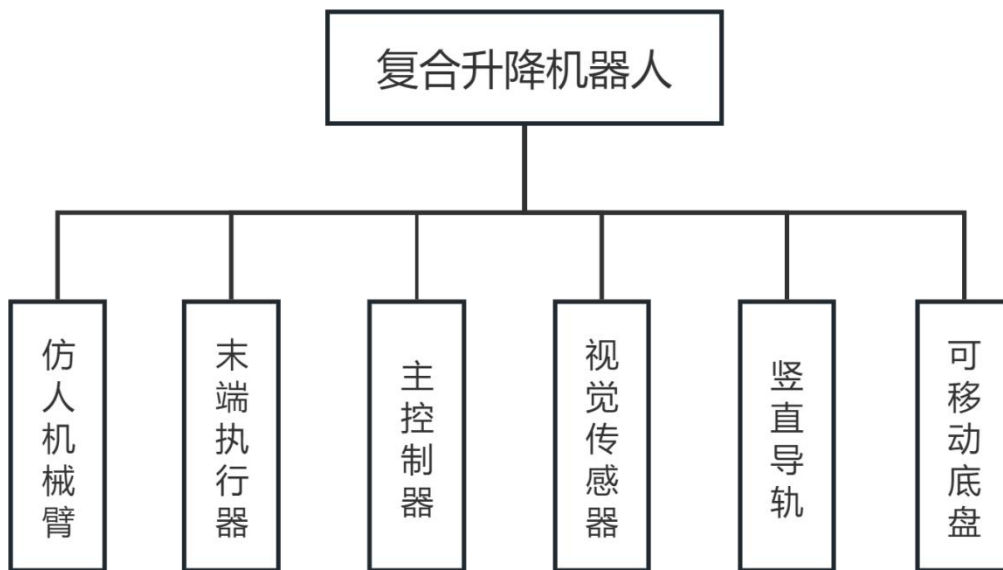 复合升降机器人
仿人机械臂
末端执行器
主控制器
视觉传感器
竖直导轨
可移动底盘